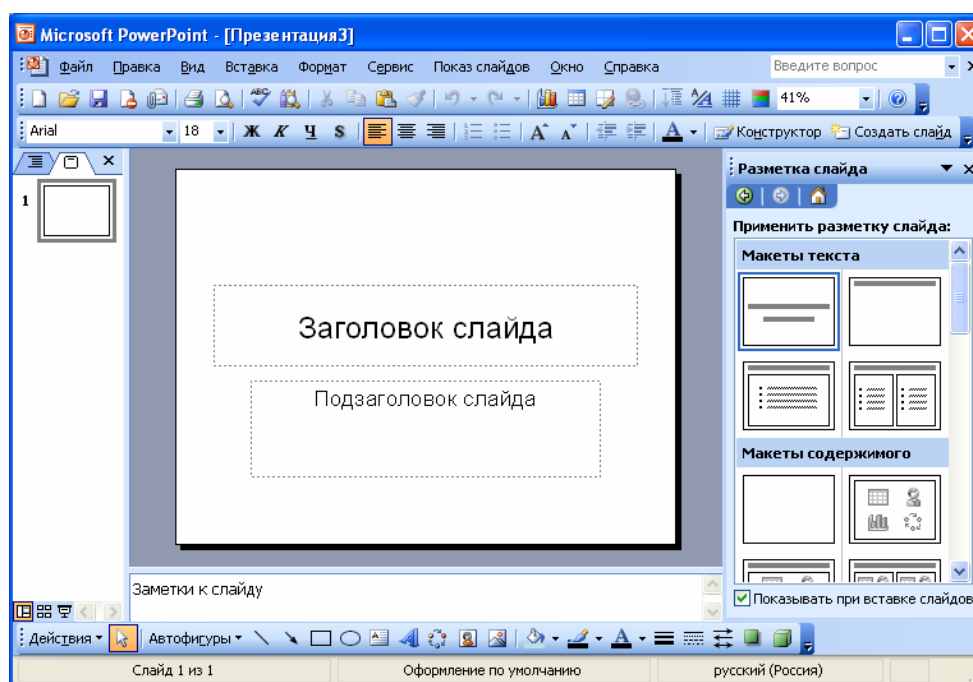 Microsoft PowerPoint - [Презентация3]
Файл Правка Вид Вставка Формат Сервис Показ слайдов Окно Справка Введите вопрос
41%
Arial 18 Ж К Ч S Конструктор Создать слайд
Разметка слайда
1
Применить разметку слайда:
Макеты текста
Заголовок слайда
Подзаголовок слайда
Макеты содержимого
Заметки к слайду
Показывать при вставке слайдов
Действия Автофигуры
Слайд 1 из 1 Оформление по умолчанию русский (Россия)